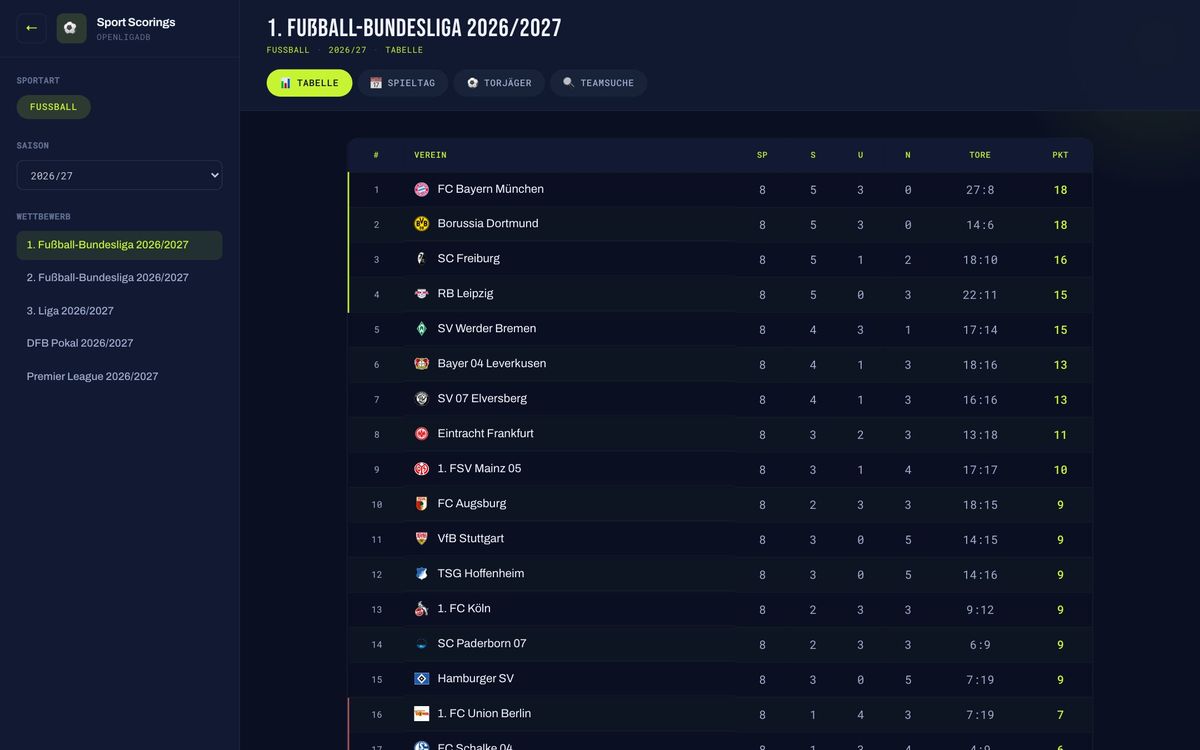 ←
Sport Scorings
OPENLIGADB
SPORTART
FUSSBALL
SAISON
2026/27
WETTBEWERB
1. Fußball-Bundesliga 2026/2027
2. Fußball-Bundesliga 2026/2027
3. Liga 2026/2027
DFB Pokal 2026/2027
Premier League 2026/2027
1. FUẞBALL-BUNDESLIGA 2026/2027
FUSSBALL · 2026/27 · TABELLE
TABELLE SPIELTAG TORJÄGER TEAMSUCHE
# VEREIN SP S U N TORE PKT
1 FC Bayern München 8 5 3 0 27:8 18
2 Borussia Dortmund 8 5 3 0 14:6 18
3 SC Freiburg 8 5 1 2 18:10 16
4 RB Leipzig 8 5 0 3 22:11 15
5 SV Werder Bremen 8 4 3 1 17:14 15
6 Bayer 04 Leverkusen 8 4 1 3 18:16 13
7 SV 07 Elversberg 8 4 1 3 16:16 13
8 Eintracht Frankfurt 8 3 2 3 13:18 11
9 1. FSV Mainz 05 8 3 1 4 17:17 10
10 FC Augsburg 8 2 3 3 18:15 9
11 VfB Stuttgart 8 3 0 5 14:15 9
12 TSG Hoffenheim 8 3 0 5 14:16 9
13 1. FC Köln 8 2 3 3 9:12 9
14 SC Paderborn 07 8 2 3 3 6:9 9
15 Hamburger SV 8 3 0 5 7:19 9
16 1. FC Union Berlin 8 1 4 3 7:19 7
17 FC Schalke 04 8 1 3 4 4:9 6